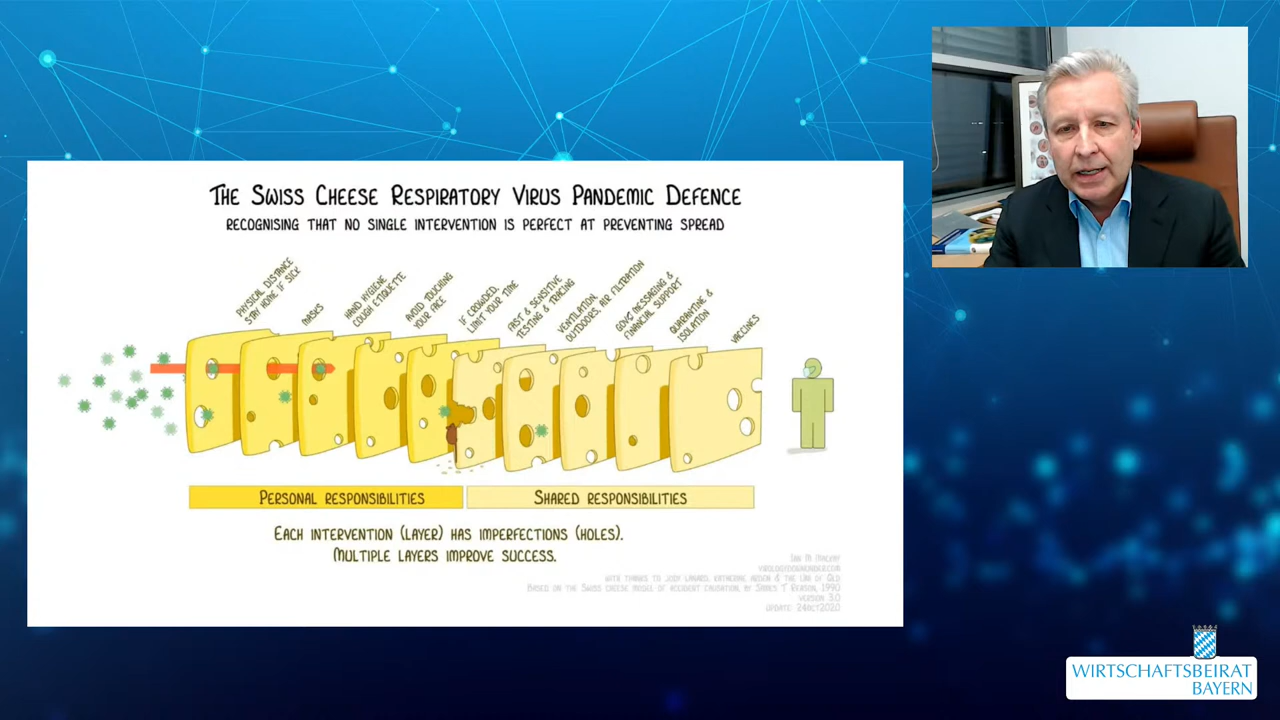 THE SWISS CHEESE RESPIRATORY VIRUS PANDEMIC DEFENCE
RECOGNISING THAT NO SINGLE INTERVENTION IS PERFECT AT PREVENTING SPREAD
PHYSICAL DISTANCE
STAY HOME IF SICK
MASKS
HAND HYGIENE
COUGH ETIQUETTE
AVOID TOUCHING
YOUR FACE
IF CROWDED,
LIMIT YOUR TIME
FAST & SENSITIVE
TESTING & TRACING
VENTILATION,
OUTDOORS, AIR FILTRATION
GOVT MESSAGING &
FINANCIAL SUPPORT
QUARANTINE &
ISOLATION
VACCINES
PERSONAL RESPONSIBILITIES
SHARED RESPONSIBILITIES
EACH INTERVENTION (LAYER) HAS IMPERFECTIONS (HOLES).
MULTIPLE LAYERS IMPROVE SUCCESS.
IAN M MACKAY
VIROLOGYDOWNUNDER.COM
WITH THANKS TO JODY LANARD, KATHERINE ARDEN & THE UNI OF QLD
BASED ON THE SWISS CHEESE MODEL OF ACCIDENT CAUSATION, BY JAMES T REASON, 1990
VERSION 3.0
UPDATE: 24OCT2020
WIRTSCHAFTSBEIRAT
BAYERN